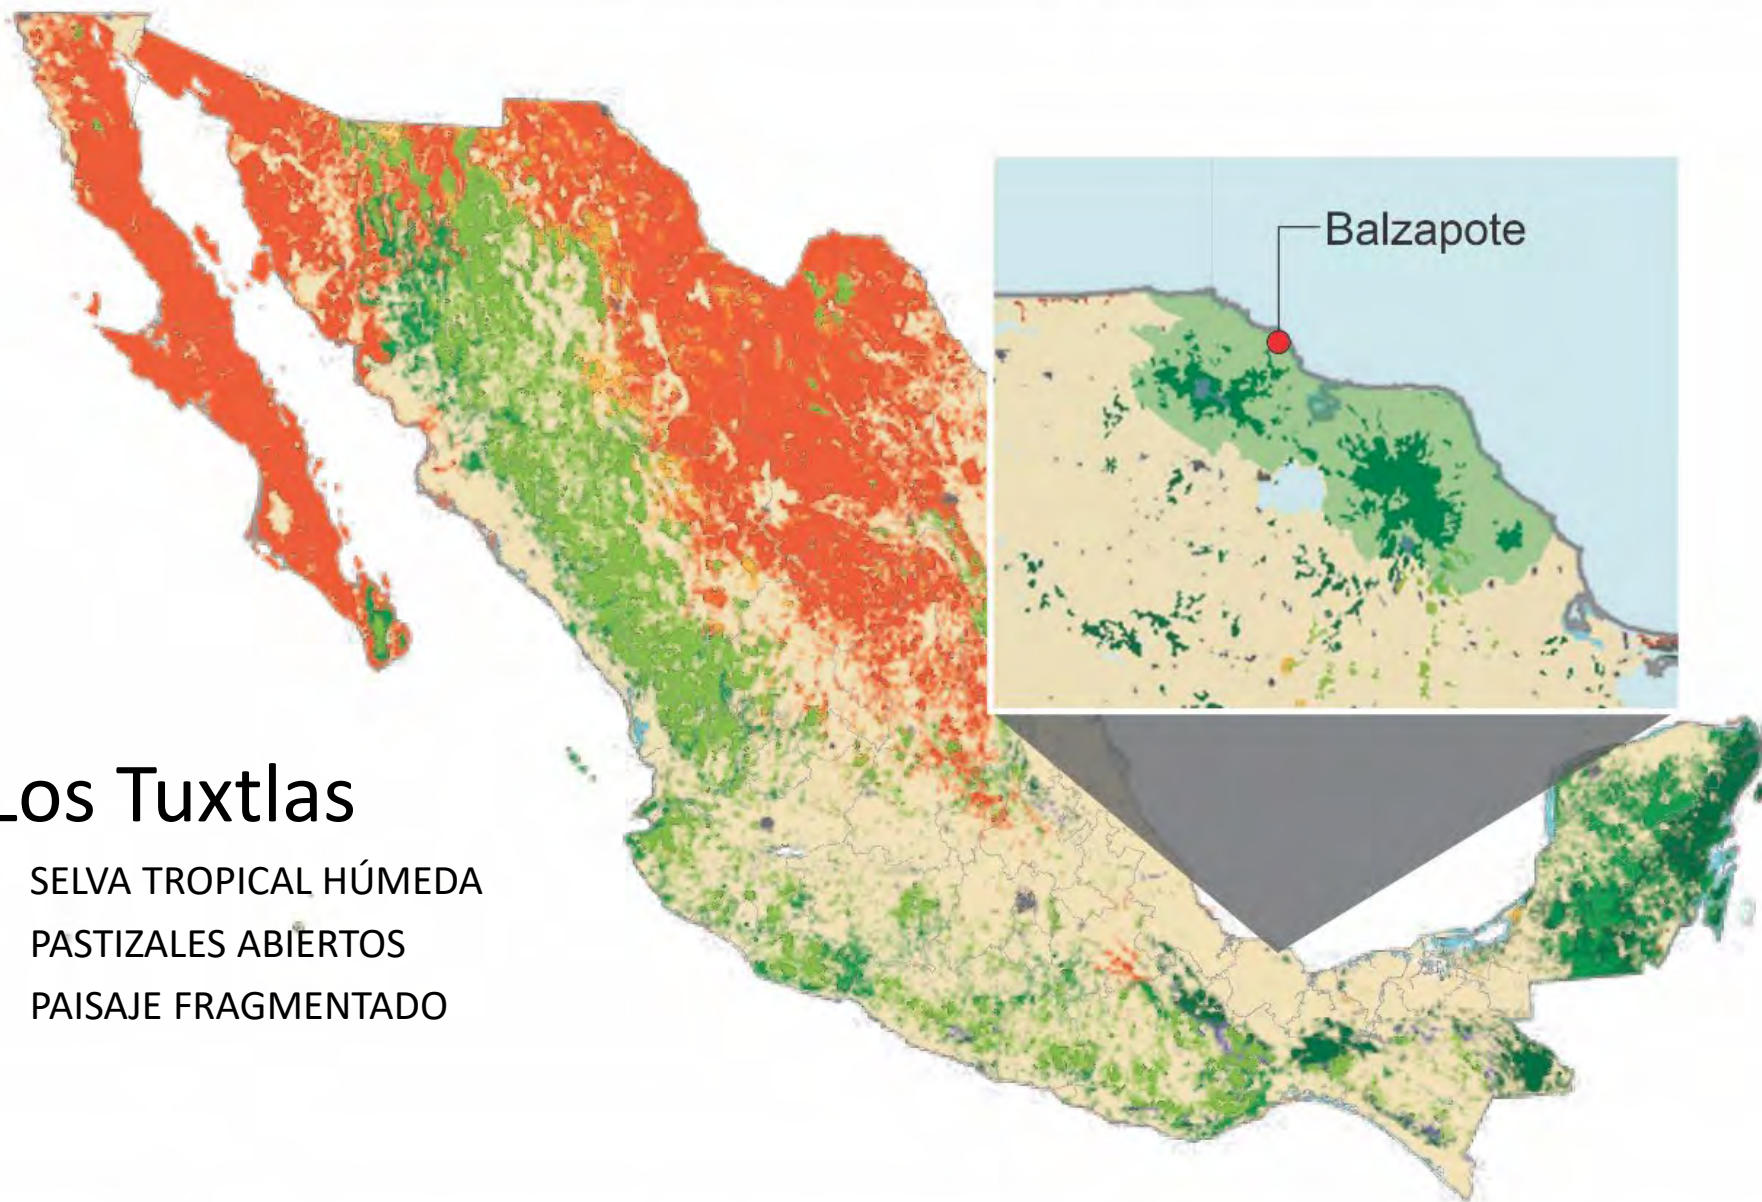 Balzapote
Los Tuxtlas
SELVA TROPICAL HÚMEDA
PASTIZALES ABIERTOS
PAISAJE FRAGMENTADO